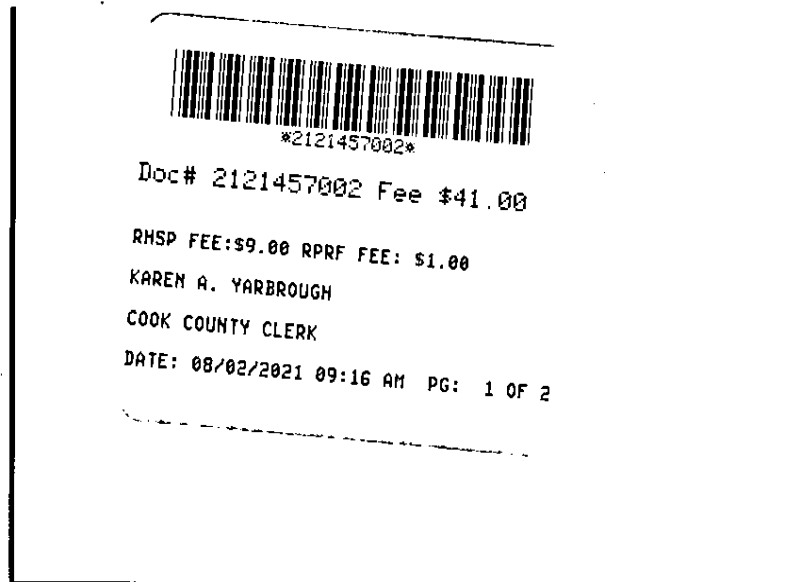 *2121457002*
Doc# 2121457002 Fee $41.00
RHSP FEE:$9.00 RPRF FEE: $1.00
KAREN A. YARBROUGH
COOK COUNTY CLERK
DATE: 08/02/2021 09:16 AM PG: 1 OF 2